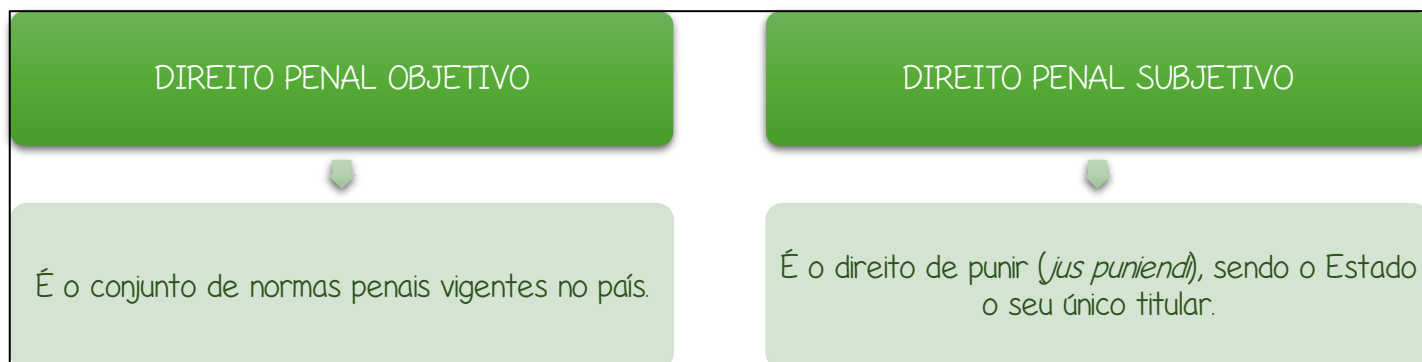 DIREITO PENAL OBJETIVO
É o conjunto de normas penais vigentes no país.
DIREITO PENAL SUBJETIVO
É o direito de punir (jus puniendi), sendo o Estado
o seu único titular.